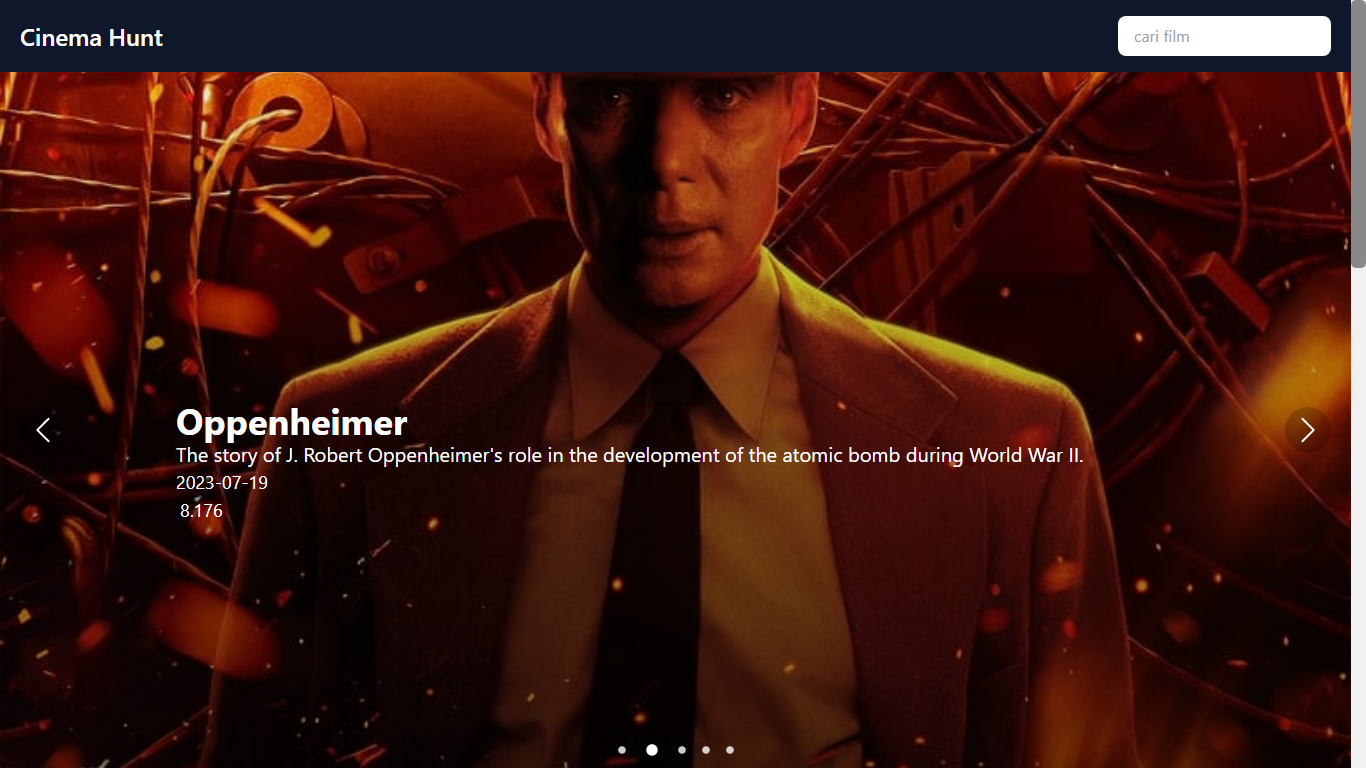 Cinema Hunt
cari film
Oppenheimer
The story of J. Robert Oppenheimer's role in the development of the atomic bomb during World War II.
2023-07-19
8.176